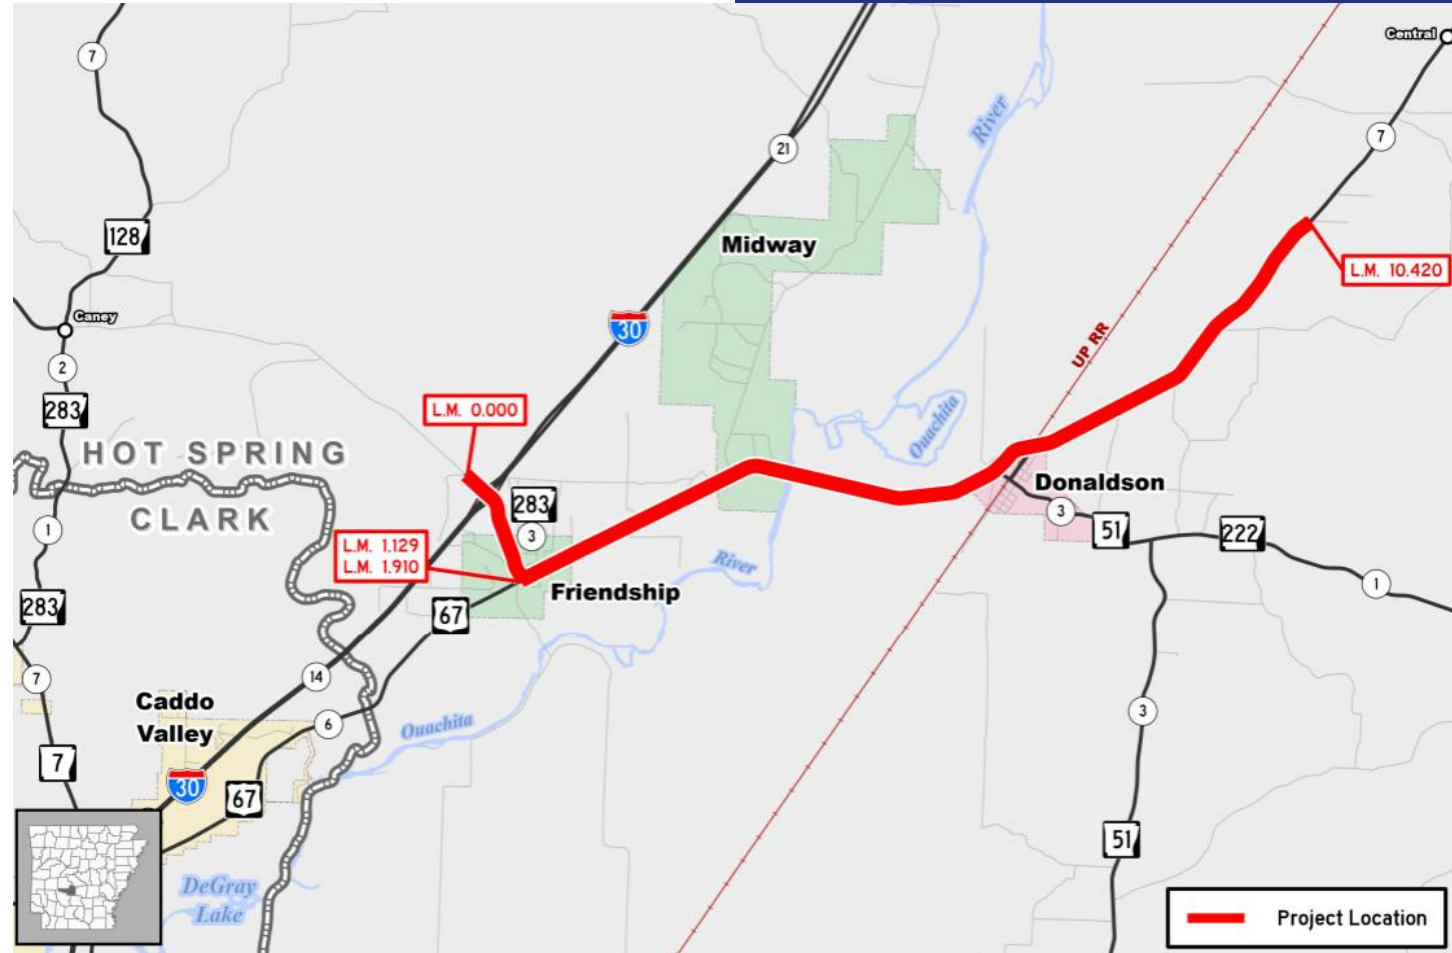 Central
7
7
River
21
128
Midway
L.M. 10.420
Caney
30
UP RR
2
283
L.M. 0.000
Ouachita
HOT SPRING
CLARK
283
3
Donaldson
3
51
222
1
L.M. 1.129
L.M. 1.910
River
1
Friendship
283
67
7
14
Caddo
Valley
6
Ouachita
3
7
30
67
51
DeGray
Lake
Project Location